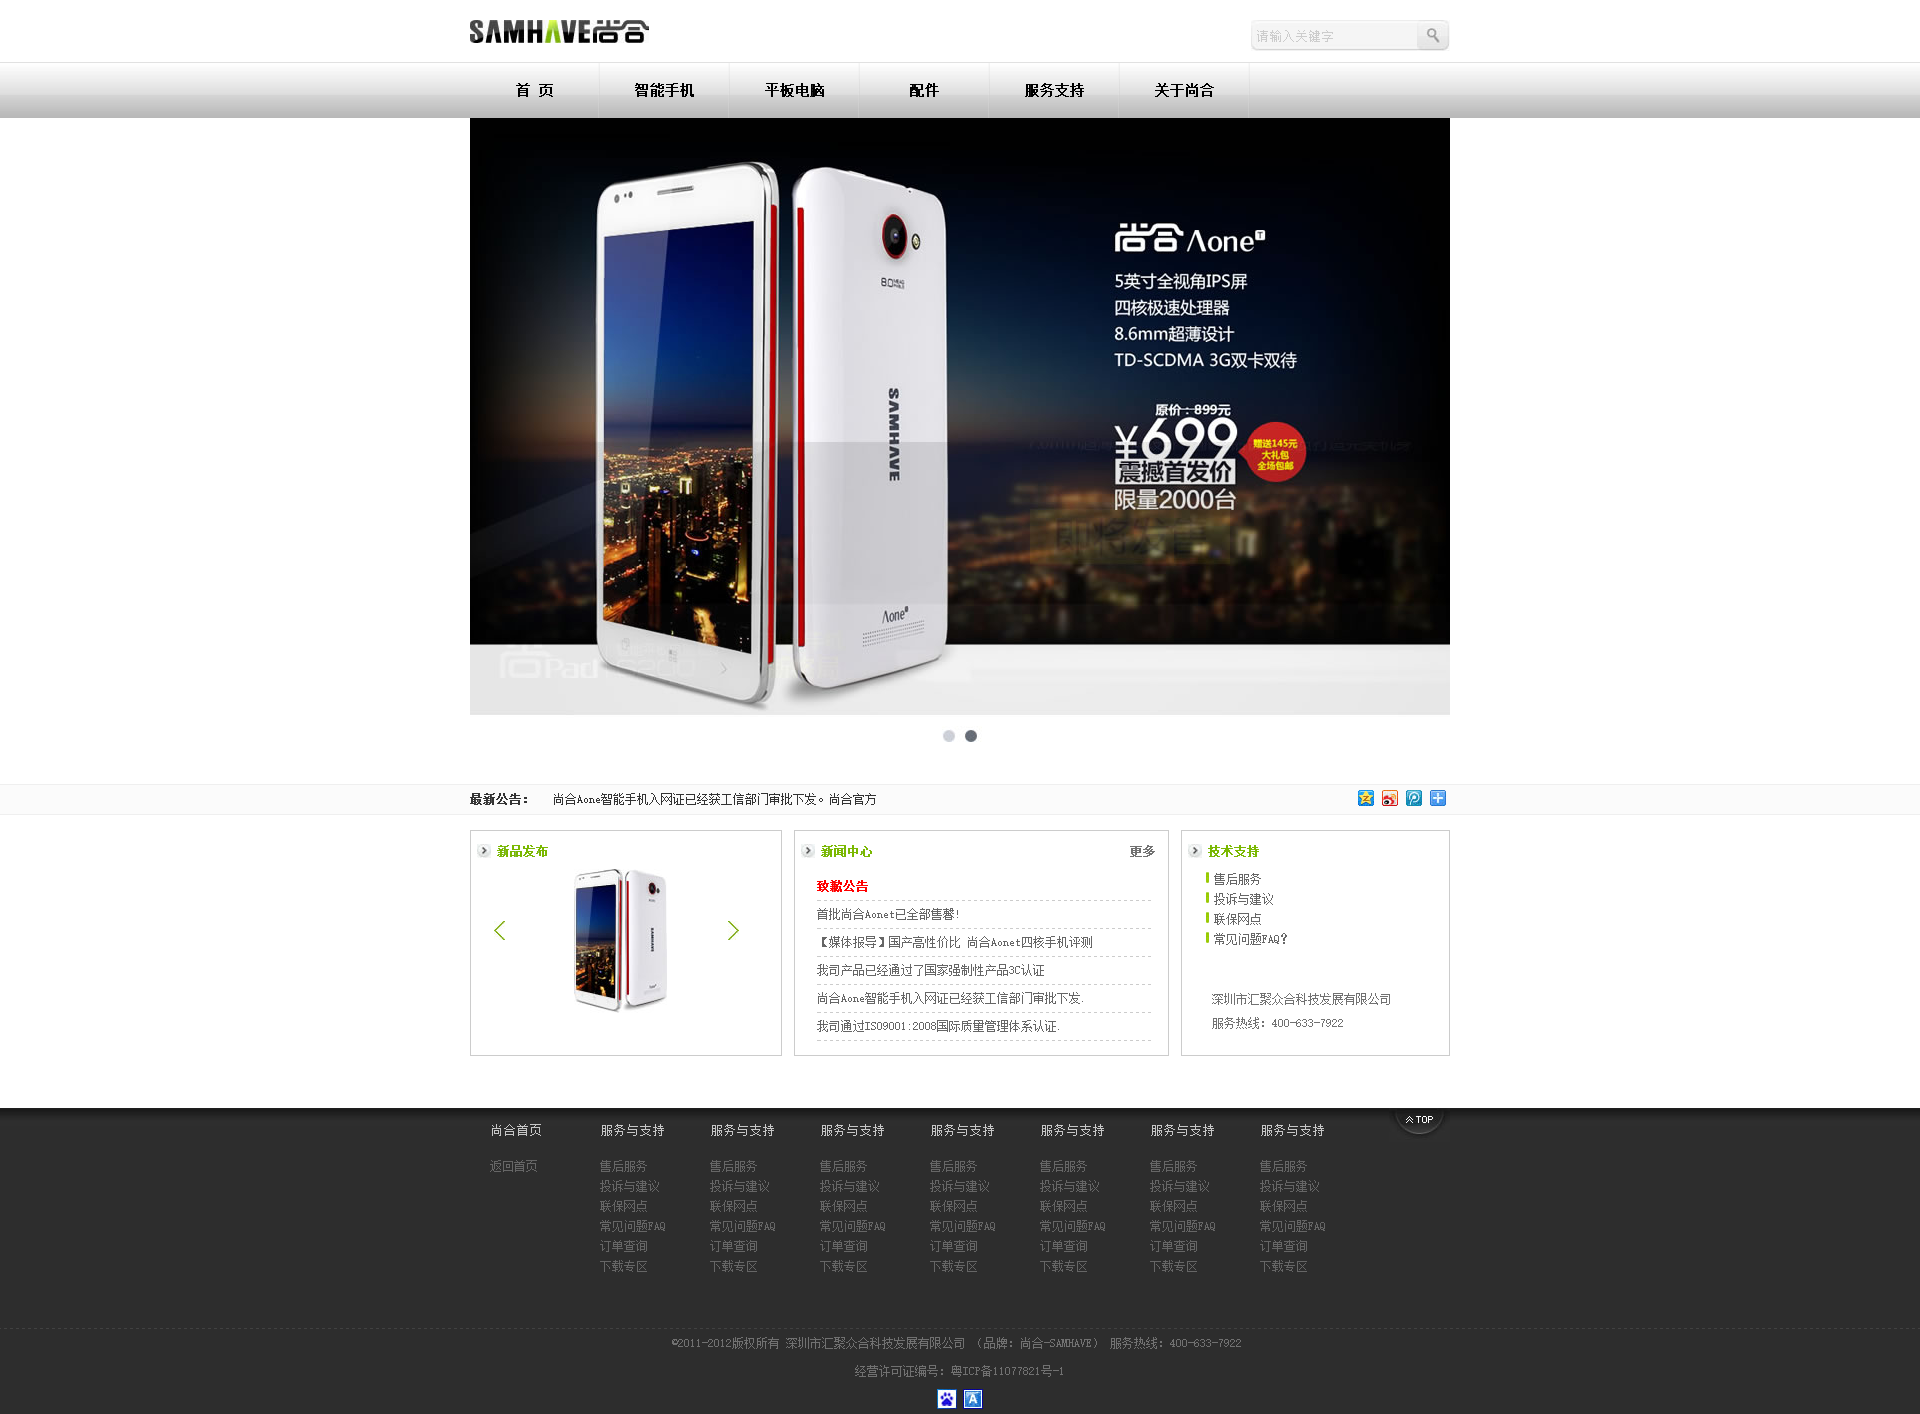 SAMHAVE尚合
请输入关键字
首 页
智能手机
平板电脑
配件
服务支持
关于尚合
尚合 Aone T
5英寸全视角IPS屏
四核极速处理器
8.6mm超薄设计
TD-SCDMA 3G双卡双待
原价:899元
¥699
震撼首发价
限量2000台
赠送145元
大礼包
全场包邮
SAMHAVE
Aone
即将发售
最新公告： 尚合Aone智能手机入网证已经获工信部门审批下发。尚合官方
新品发布
新闻中心
更多
致歉公告
首批尚合Aonet已全部售馨!
【媒体报导】国产高性价比 尚合Aonet四核手机评测
我司产品已经通过了国家强制性产品3C认证
尚合Aone智能手机入网证已经获工信部门审批下发.
我司通过ISO9001:2008国际质量管理体系认证.
技术支持
售后服务
投诉与建议
联保网点
常见问题FAQ?
深圳市汇聚众合科技发展有限公司
服务热线: 400-633-7922
TOP
尚合首页 服务与支持 服务与支持 服务与支持 服务与支持 服务与支持 服务与支持 服务与支持
返回首页 售后服务 售后服务 售后服务 售后服务 售后服务 售后服务 售后服务
投诉与建议 投诉与建议 投诉与建议 投诉与建议 投诉与建议 投诉与建议 投诉与建议
联保网点 联保网点 联保网点 联保网点 联保网点 联保网点 联保网点
常见问题FAQ 常见问题FAQ 常见问题FAQ 常见问题FAQ 常见问题FAQ 常见问题FAQ 常见问题FAQ
订单查询 订单查询 订单查询 订单查询 订单查询 订单查询 订单查询
下载专区 下载专区 下载专区 下载专区 下载专区 下载专区 下载专区
©2011-2012版权所有 深圳市汇聚众合科技发展有限公司 （品牌: 尚合-SAMHAVE） 服务热线: 400-633-7922
经营许可证编号: 粤ICP备11077821号-1